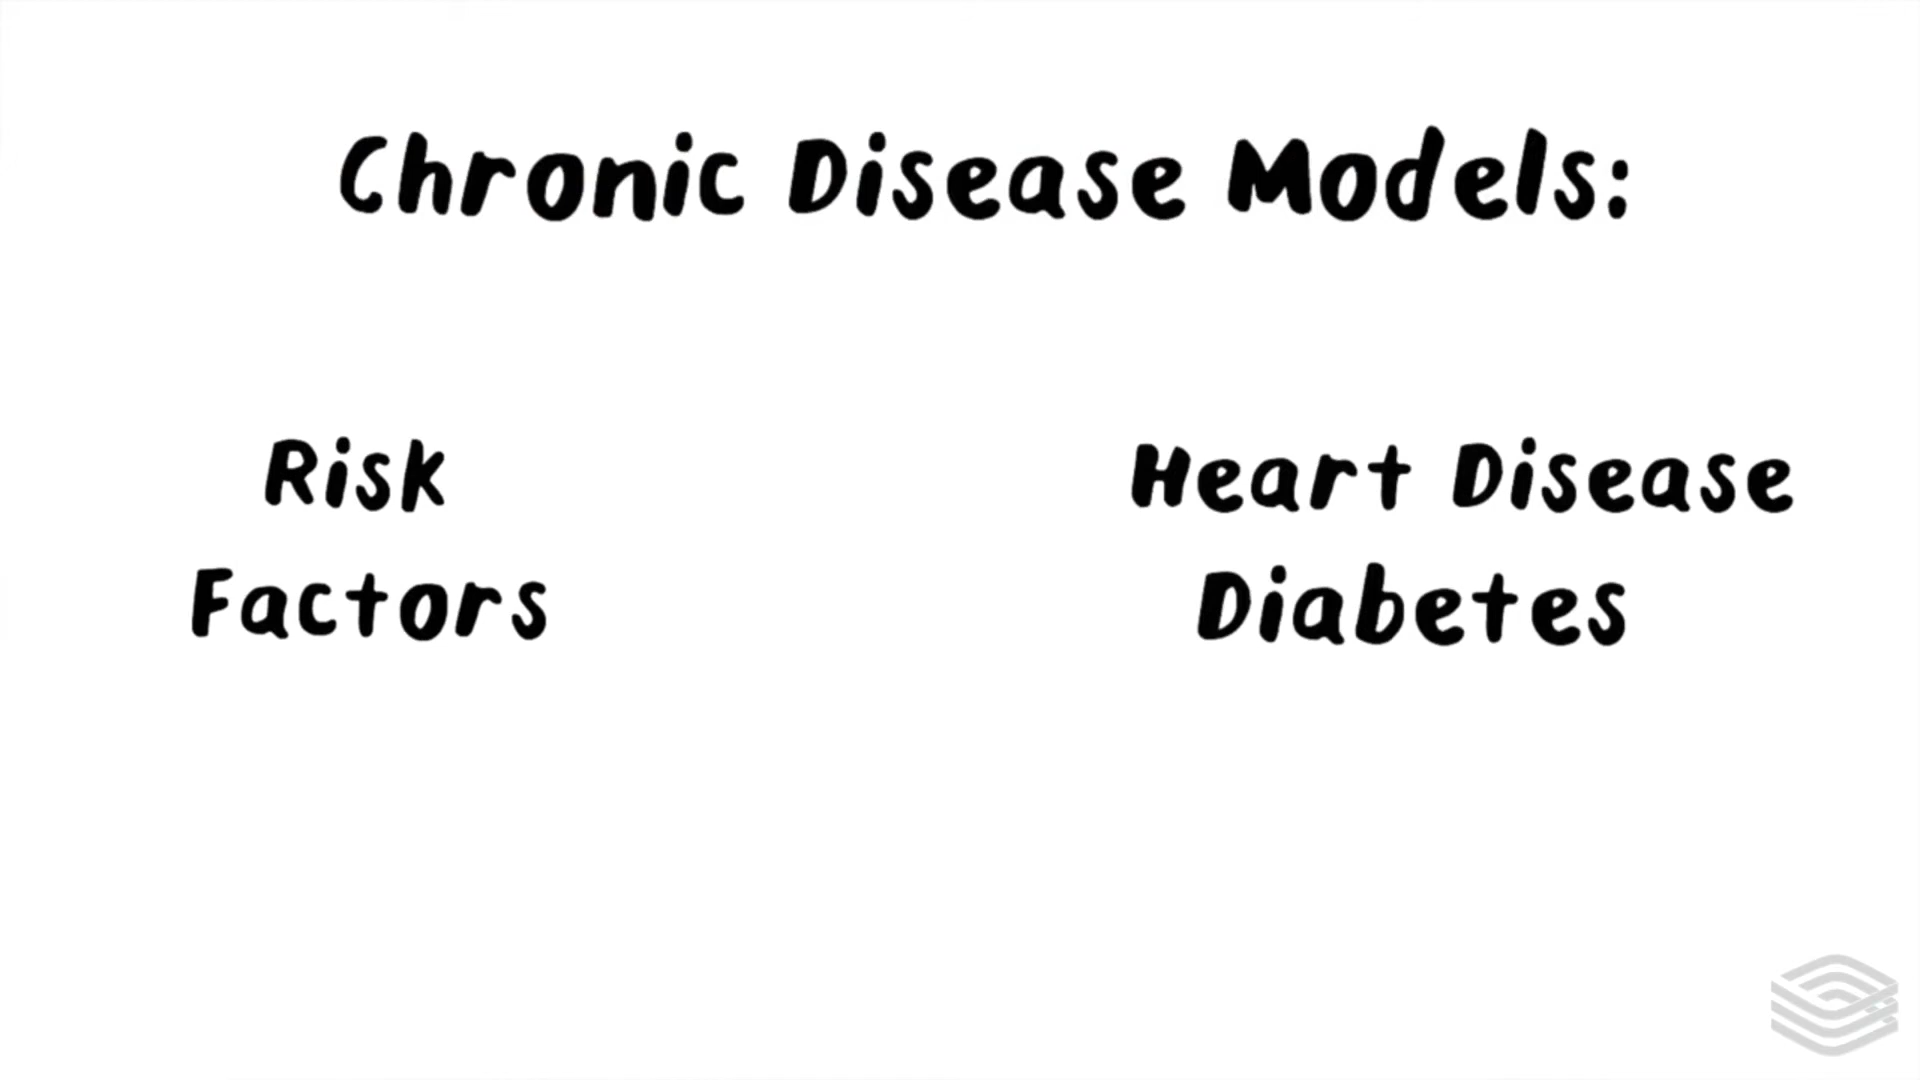 Chronic Disease Models:
Risk
Factors
Heart Disease
Diabetes